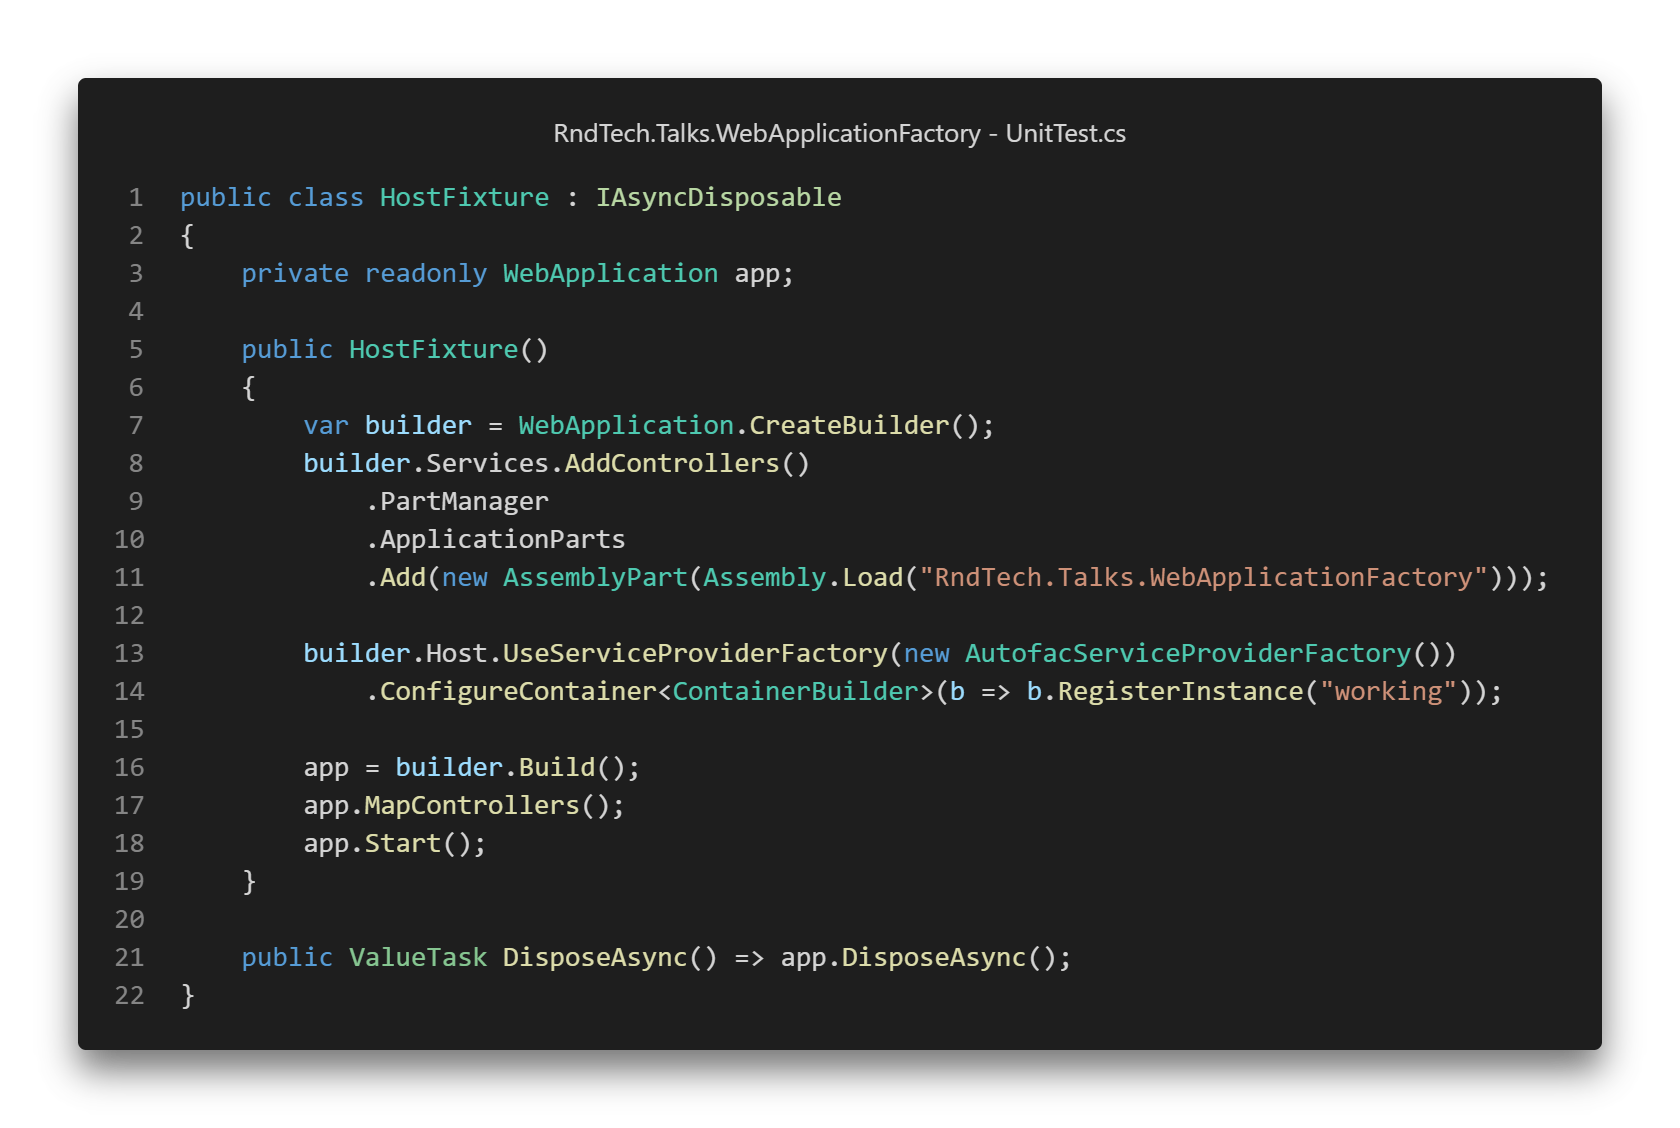 RndTech.Talks.WebApplicationFactory - UnitTest.cs
1 public class HostFixture : IAsyncDisposable
2 {
3     private readonly WebApplication app;
4
5     public HostFixture()
6     {
7         var builder = WebApplication.CreateBuilder();
8         builder.Services.AddControllers()
9             .PartManager
10             .ApplicationParts
11             .Add(new AssemblyPart(Assembly.Load("RndTech.Talks.WebApplicationFactory")));
12
13         builder.Host.UseServiceProviderFactory(new AutofacServiceProviderFactory())
14             .ConfigureContainer<ContainerBuilder>(b => b.RegisterInstance("working"));
15
16         app = builder.Build();
17         app.MapControllers();
18         app.Start();
19     }
20
21     public ValueTask DisposeAsync() => app.DisposeAsync();
22 }